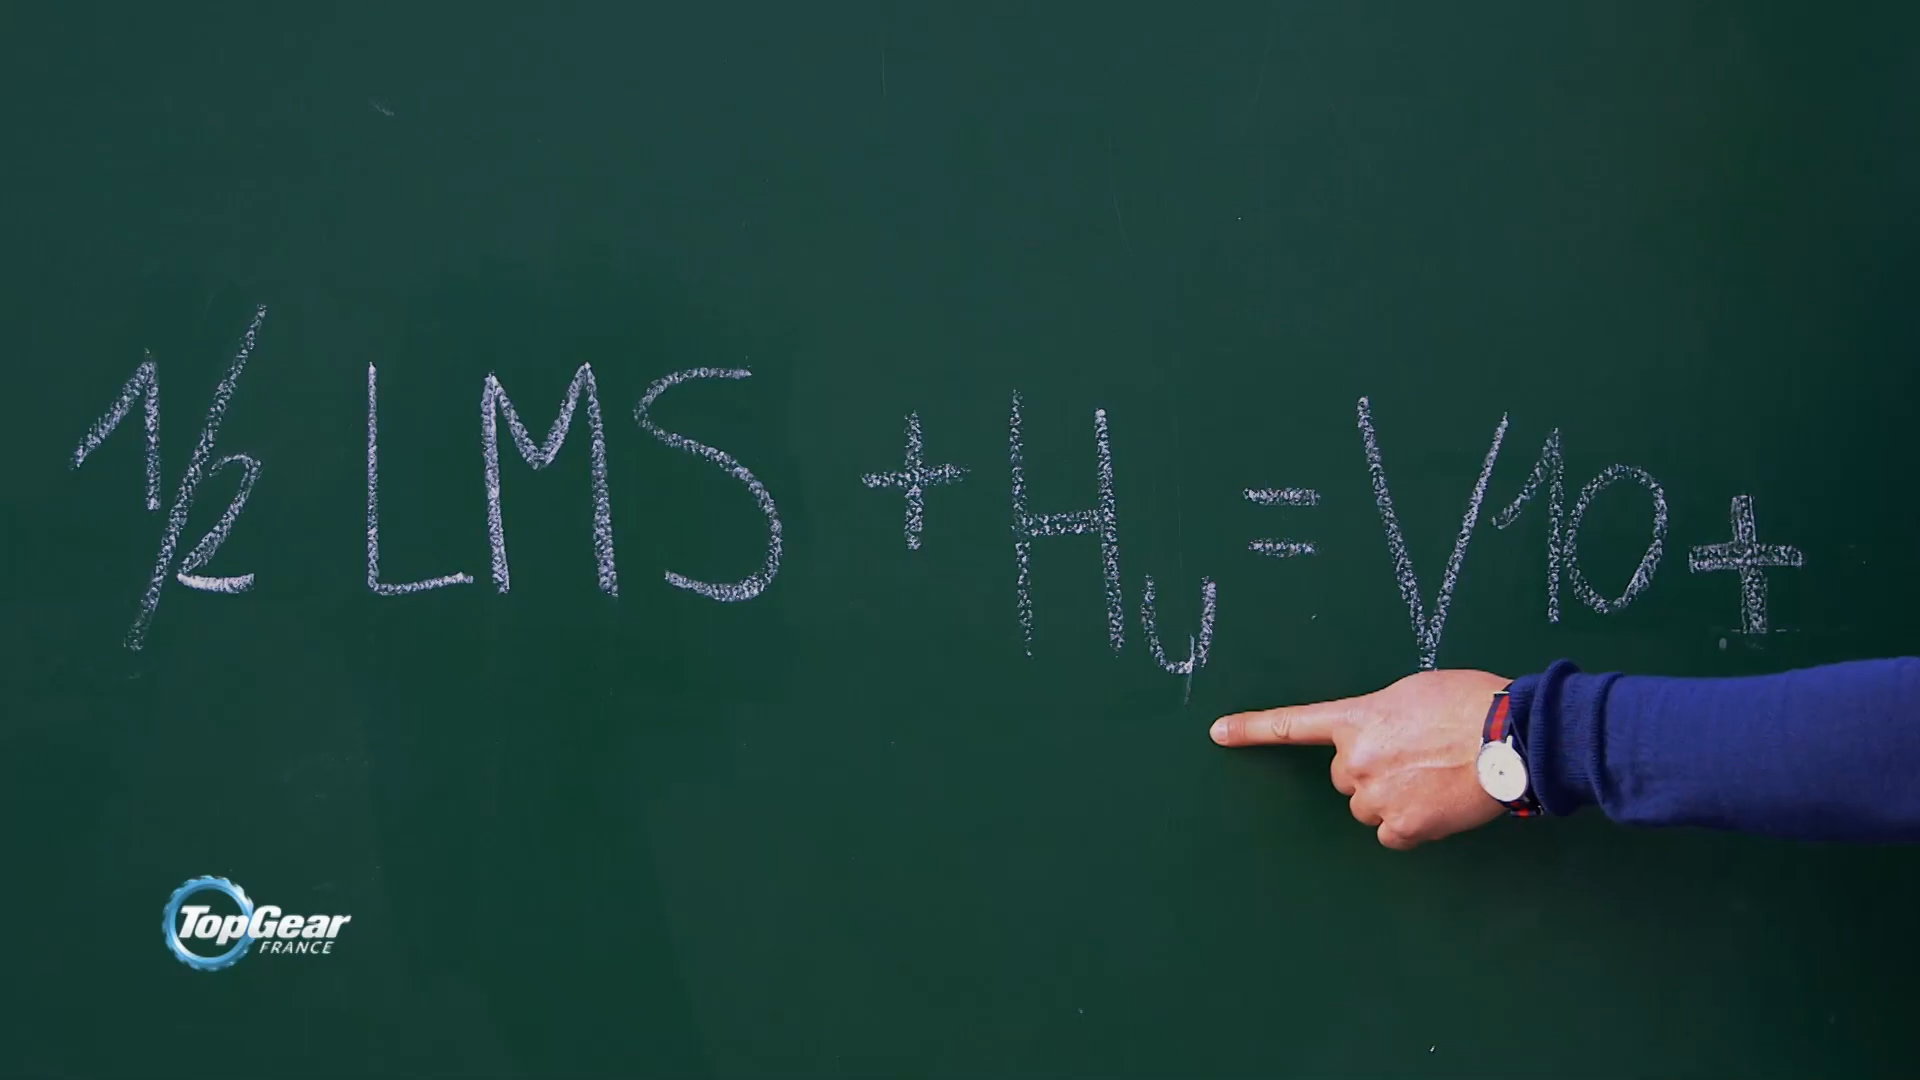 1/2 LMS + Hu = V10+
TopGear
FRANCE